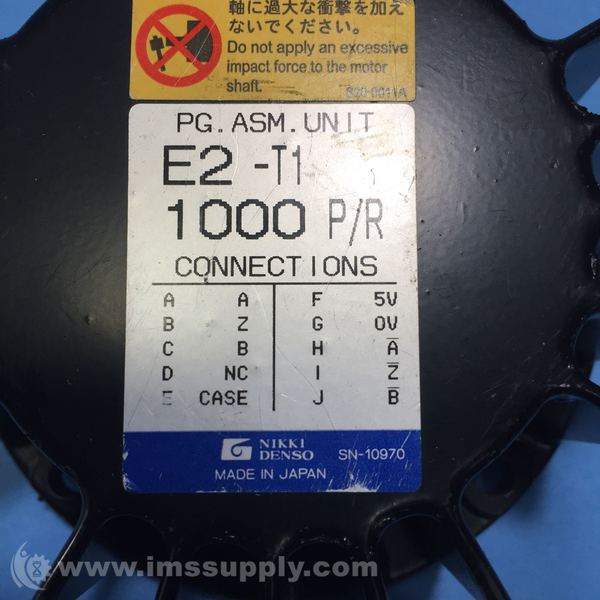 軸に過大な衝撃を加え
ないでください。
Do not apply an excessive
impact force to the motor
shaft. S20-0011A
PG.ASM.UNIT
E2-T1
1000 P/R
CONNECTIONS
A A F 5V
B Z G 0V
C B H A̅
D NC I Z̅
E CASE J B̅
NIKKI
DENSO SN-10970
MADE IN JAPAN
www.imssupply.com